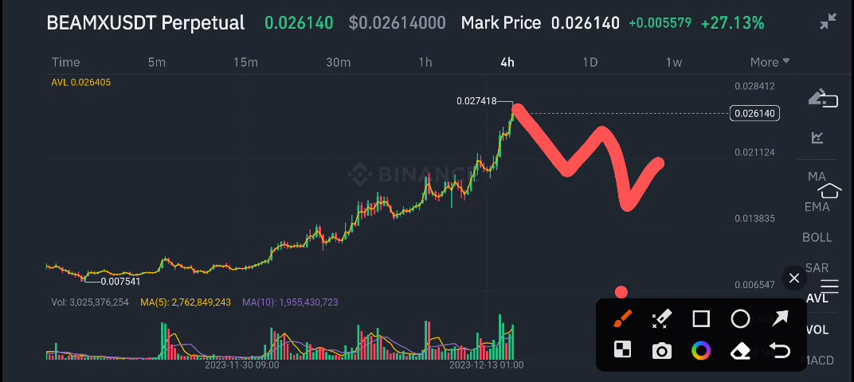 BEAMXUSDT Perpetual 0.026140 $0.02614000 Mark Price 0.026140 +0.005579 +27.13%
Time 5m 15m 30m 1h 4h 1D 1w More
AVL 0.026405
0.028412
0.027418
0.026140
0.021124
BINANCE
MA
EMA
0.013835
BOLL
SAR
0.007541
0.006547
AVL
Vol: 3,025,376,254 MA(5): 2,762,849,243 MA(10): 1,955,430,723
VOL
2023-11-30 09:00 2023-12-13 01:00
MACD